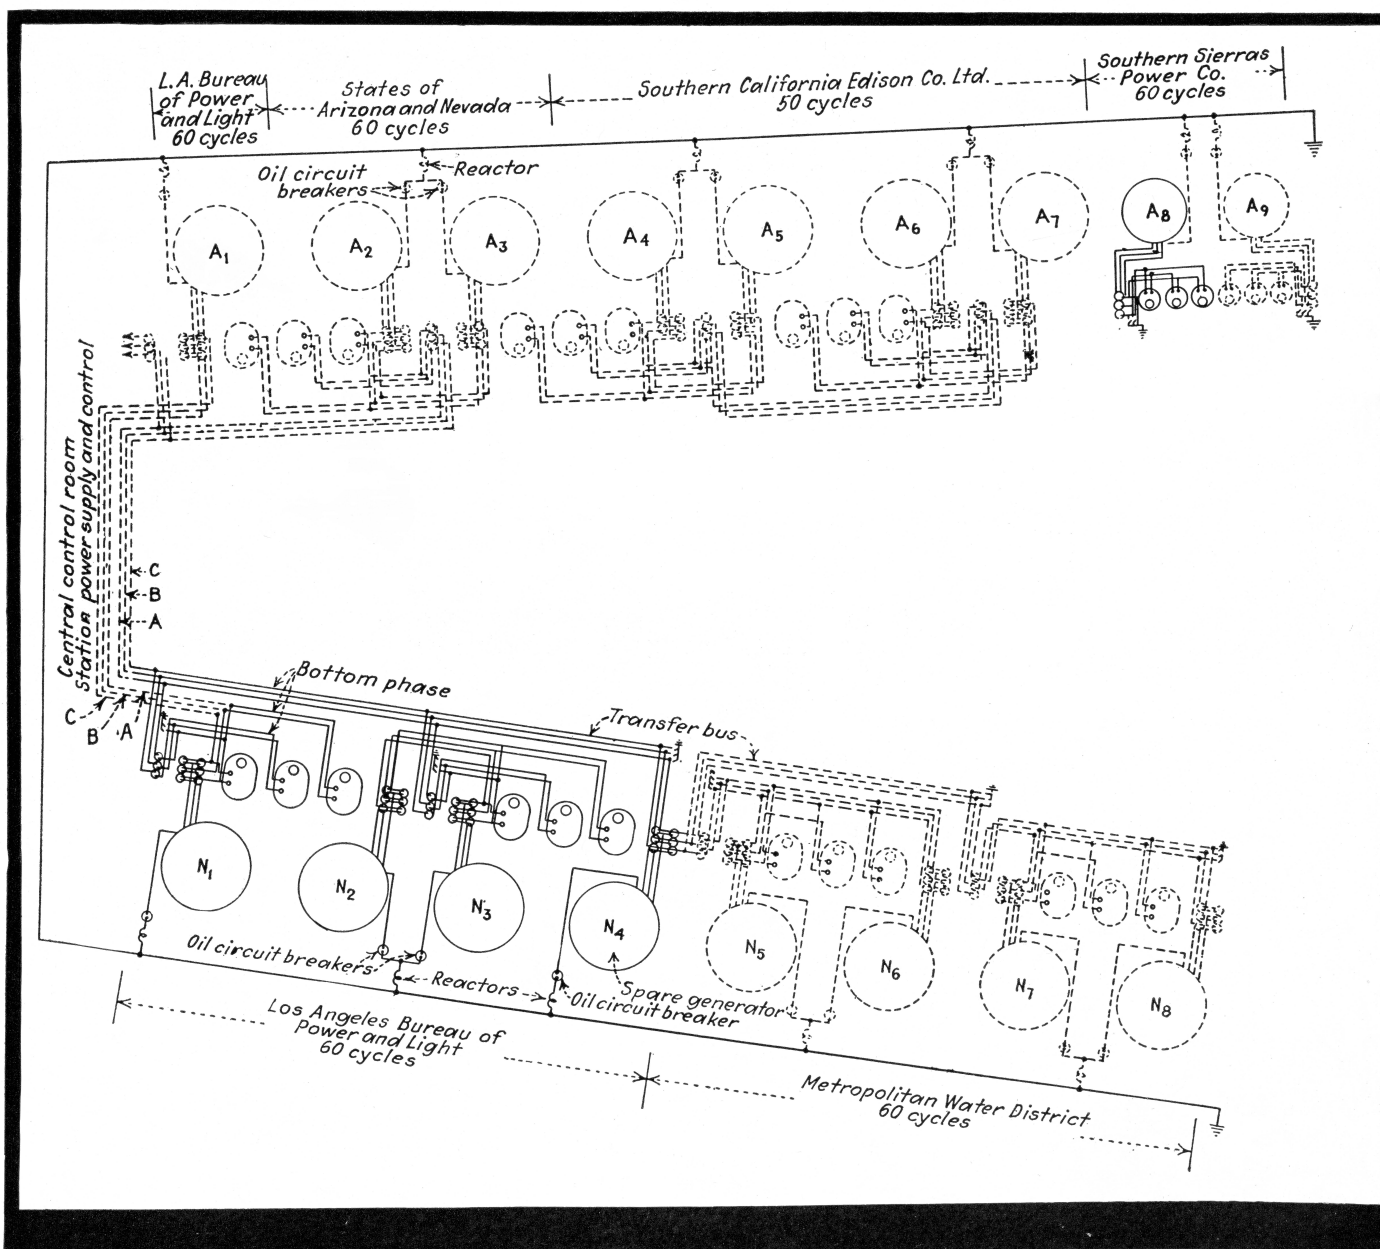 L.A. Bureau
of Power
and Light
60 cycles
States of
Arizona and Nevada
60 cycles
Southern California Edison Co. Ltd.
50 cycles
Southern Sierras
Power Co.
60 cycles
Oil circuit
breakers
Reactor
A1
A2
A3
A4
A5
A6
A7
A8
A9
AAA
Central control room
Station power supply and control
C
B
A
C
B
A
Bottom phase
Transfer bus
N1
N2
N3
N4
N5
N6
N7
N8
Oil circuit breakers
Reactors
Spare generator
Oil circuit breaker
Los Angeles Bureau of
Power and Light
60 cycles
Metropolitan Water District
60 cycles